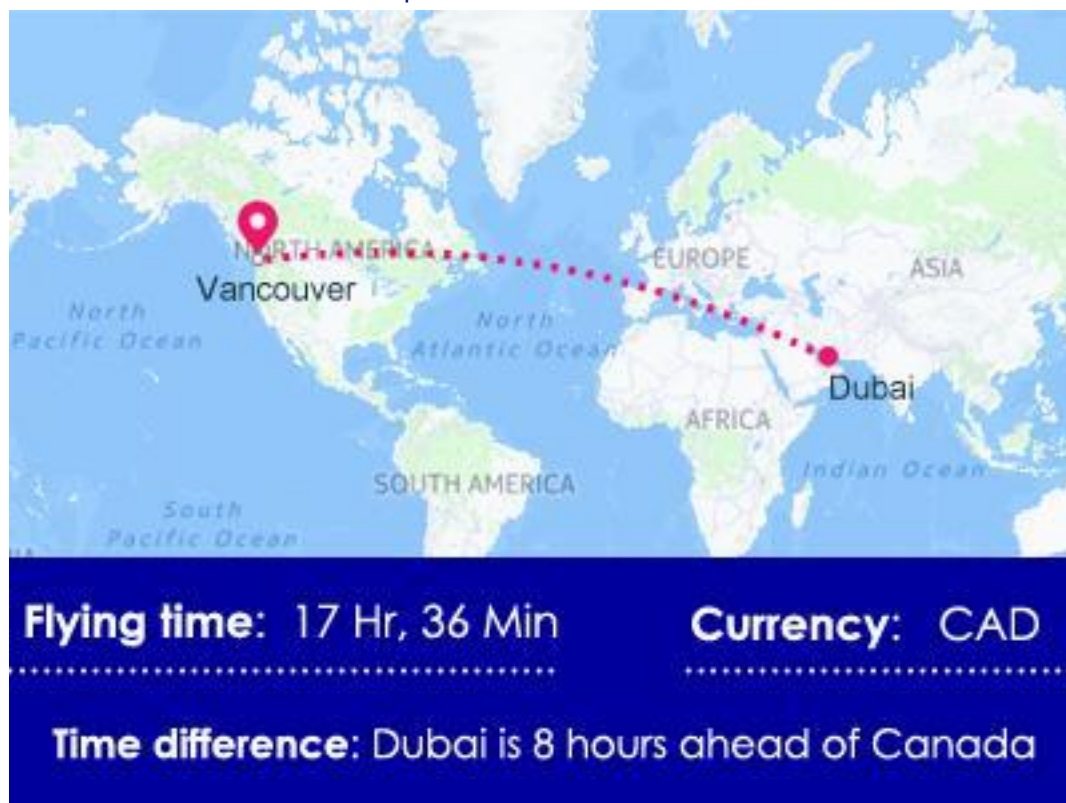 NORTH AMERICA
Vancouver
EUROPE
ASIA
North
Pacific Ocean
North
Atlantic Ocean
Dubai
AFRICA
SOUTH AMERICA
Indian Ocean
South
Pacific Ocean
Flying time: 17 Hr, 36 Min
Currency: CAD
Time difference: Dubai is 8 hours ahead of Canada